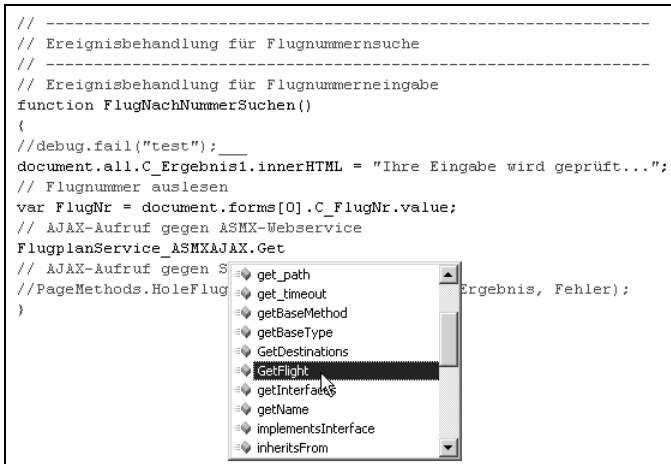 // ----------------------------------------------------------------
// Ereignisbehandlung für Flugnummernsuche
// ----------------------------------------------------------------
// Ereignisbehandlung für Flugnummerneingabe
function FlugNachNummerSuchen()
{
//debug.fail("test");___
document.all.C_Ergebnis1.innerHTML = "Ihre Eingabe wird geprüft...";
// Flugnummer auslesen
var FlugNr = document.forms[0].C_FlugNr.value;
// AJAX-Aufruf gegen ASMX-Webservice
FlugplanService_ASMXAJAX.Get
// AJAX-Aufruf gegen S
//PageMethods.HoleFlug Ergebnis, Fehler);
}
get_path
get_timeout
getBaseMethod
getBaseType
GetDestinations
GetFlight
getInterfaces
getName
implementsInterface
inheritsFrom